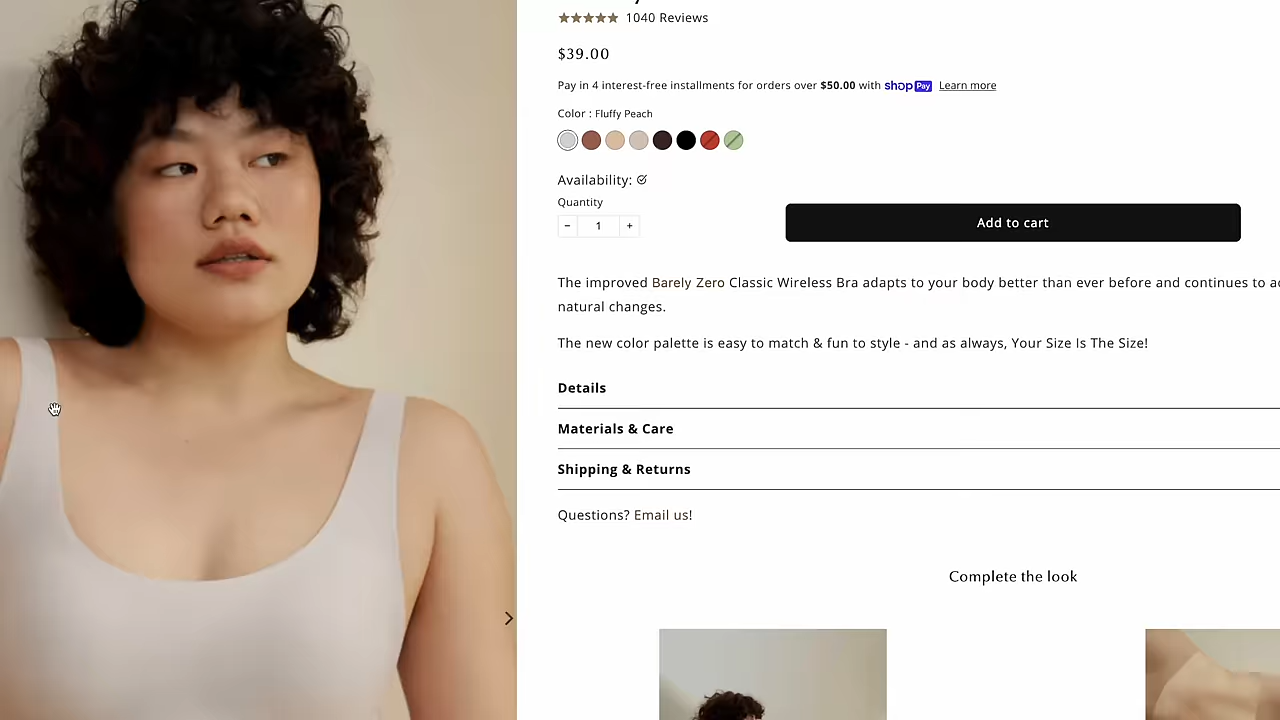 1040 Reviews
$39.00
Pay in 4 interest-free installments for orders over $50.00 with shop Pay Learn more
Color : Fluffy Peach
Availability:
Quantity
− 1 +
Add to cart
The improved Barely Zero Classic Wireless Bra adapts to your body better than ever before and continues to
natural changes.
The new color palette is easy to match & fun to style - and as always, Your Size Is The Size!
Details
Materials & Care
Shipping & Returns
Questions? Email us!
Complete the look